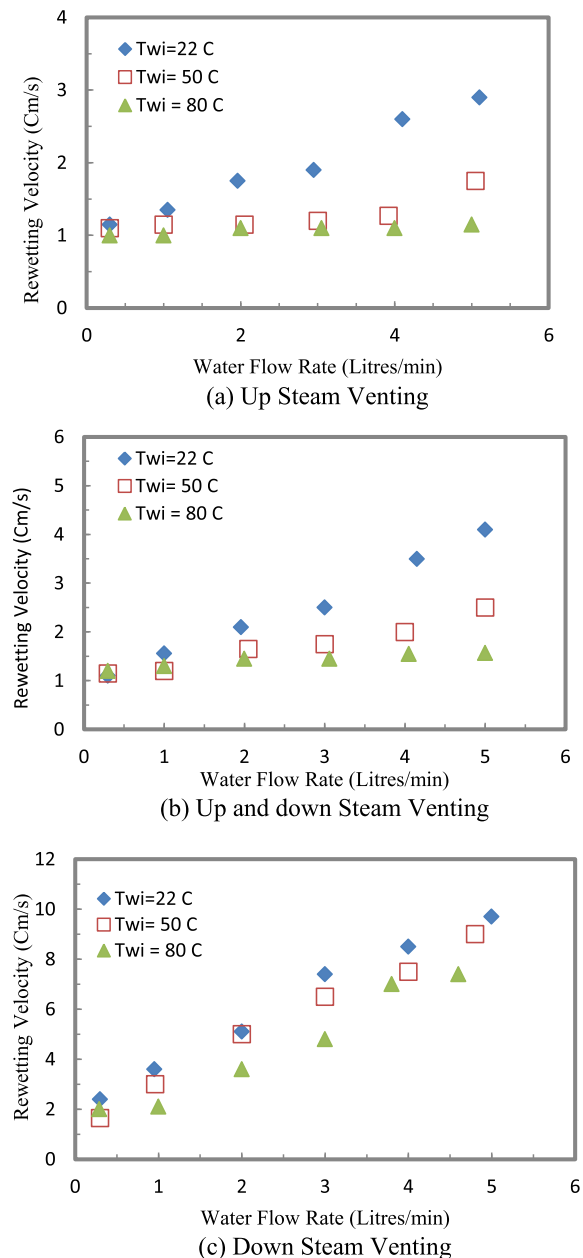 4
3
2
1
0
Rewetting Velocity (Cm/s)
Twi=22 C
Twi= 50 C
Twi = 80 C
0 2 4 6
Water Flow Rate (Litres/min)
(a) Up Steam Venting
6
5
4
3
2
1
0
Rewetting Velocity (Cm/s)
Twi=22 C
Twi= 50 C
Twi = 80 C
0 1 2 3 4 5 6
Water Flow Rate (Litres/min)
(b) Up and down Steam Venting
12
10
8
6
4
2
0
Rewetting Velocity (Cm/s)
Twi=22 C
Twi= 50 C
Twi = 80 C
0 1 2 3 4 5 6
Water Flow Rate (Litres/min)
(c) Down Steam Venting